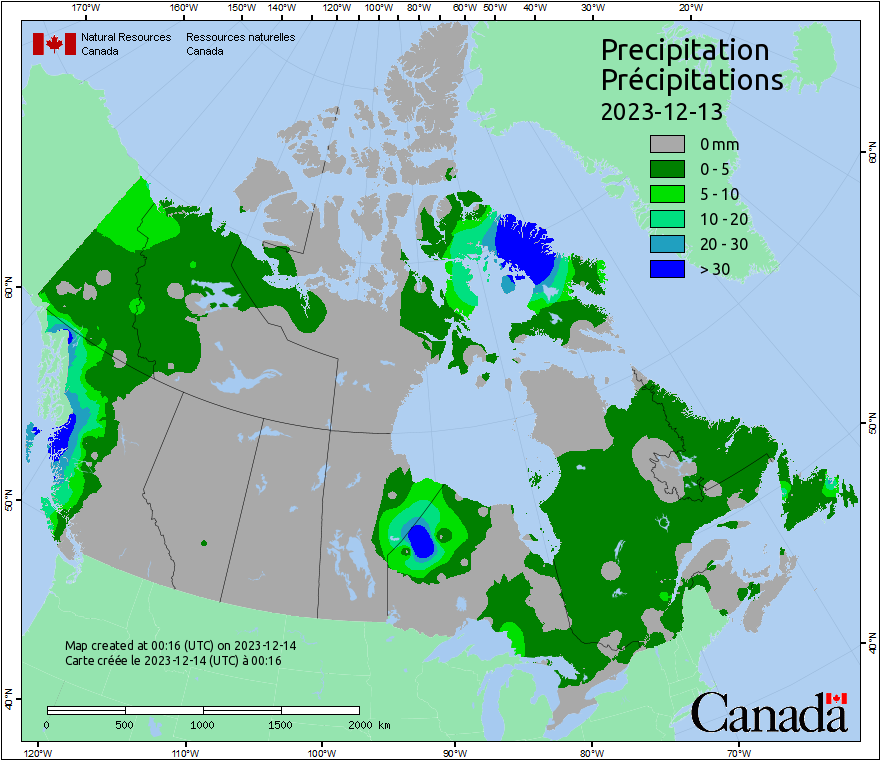 170°W 160°W 150°W 140°W 130°W 120°W 110°W 100°W 90°W 80°W 70°W 60°W 50°W 40°W 30°W 20°W
Natural Resources Canada
Ressources naturelles Canada
Precipitation
Précipitations
2023-12-13
0 mm
0 - 5
5 - 10
10 - 20
20 - 30
> 30
60°N
50°N
40°N
60°N
50°N
40°N
Map created at 00:16 (UTC) on 2023-12-14
Carte créée le 2023-12-14 (UTC) à 00:16
0 500 1000 1500 2000 km
Canada
120°W 110°W 100°W 90°W 80°W 70°W